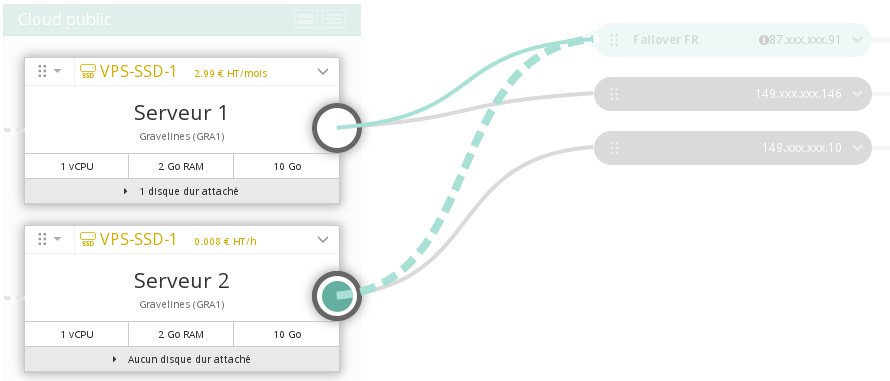 Cloud public
VPS-SSD-1 2.99 € HT/mois
SSD
Serveur 1
Gravelines (GRA1)
1 vCPU 2 Go RAM 10 Go
1 disque dur attaché
VPS-SSD-1 0.008 € HT/h
SSD
Serveur 2
Gravelines (GRA1)
1 vCPU 2 Go RAM 10 Go
Aucun disque dur attaché
Failover FR 87.xxx.xxx.91
149.xxx.xxx.146
149.xxx.xxx.10